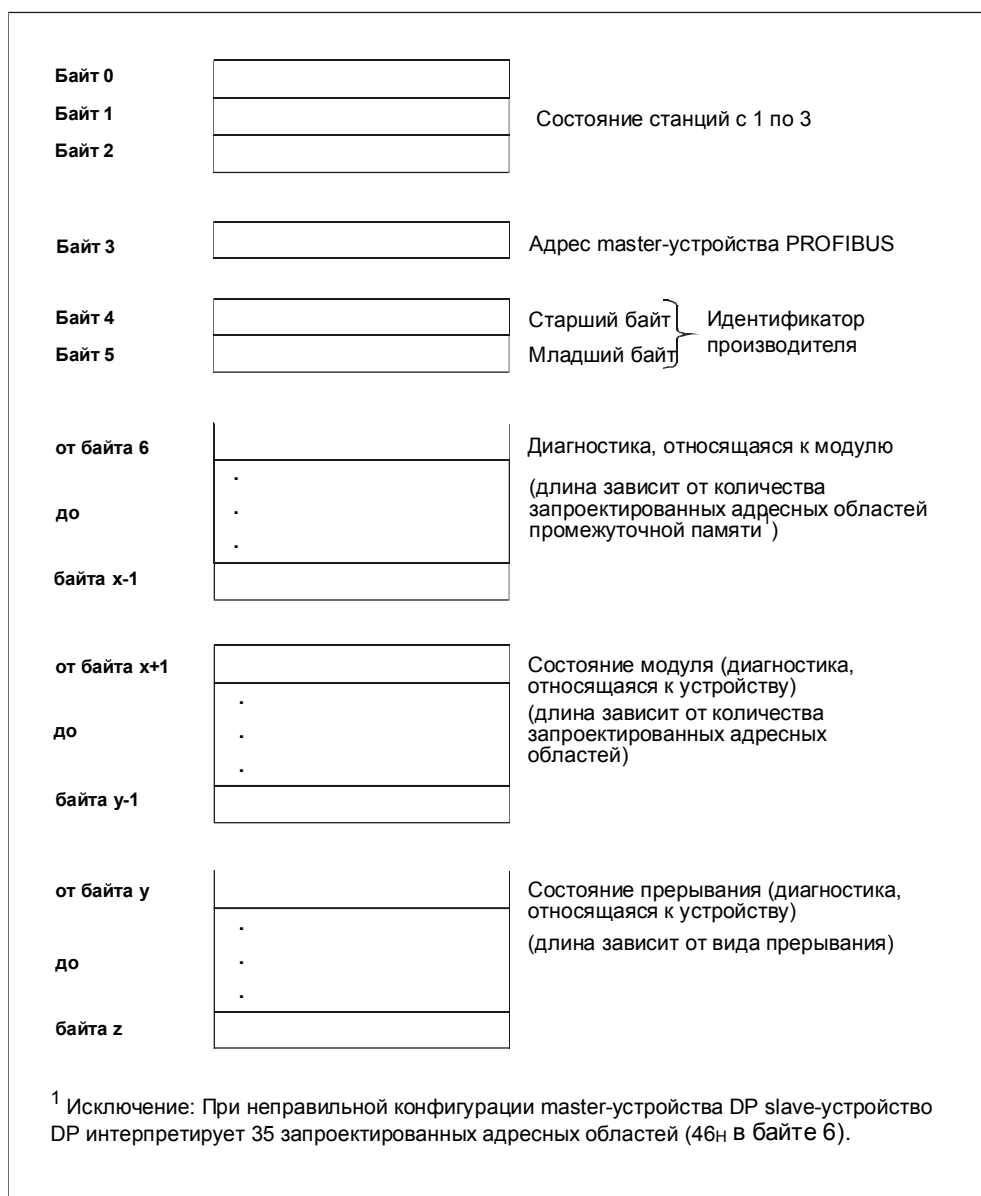 Байт 0
Байт 1
Состояние станций с 1 по 3
Байт 2
Байт 3
Адрес master-устройства PROFIBUS
Байт 4
Старший байт
Байт 5
Младший байт
Идентификатор
производителя
от байта 6
Диагностика, относящаяся к модулю
(длина зависит от количества
запроектированных адресных областей
промежуточной памяти1)
до
байта x-1
от байта x+1
Состояние модуля (диагностика,
относящаяся к устройству)
(длина зависит от количества
запроектированных адресных
областей)
до
байта y-1
от байта y
Состояние прерывания (диагностика,
относящаяся к устройству)
(длина зависит от вида прерывания)
до
байта z
1 Исключение: При неправильной конфигурации master-устройства DP slave-устройство
DP интерпретирует 35 запроектированных адресных областей (46H в байте 6).